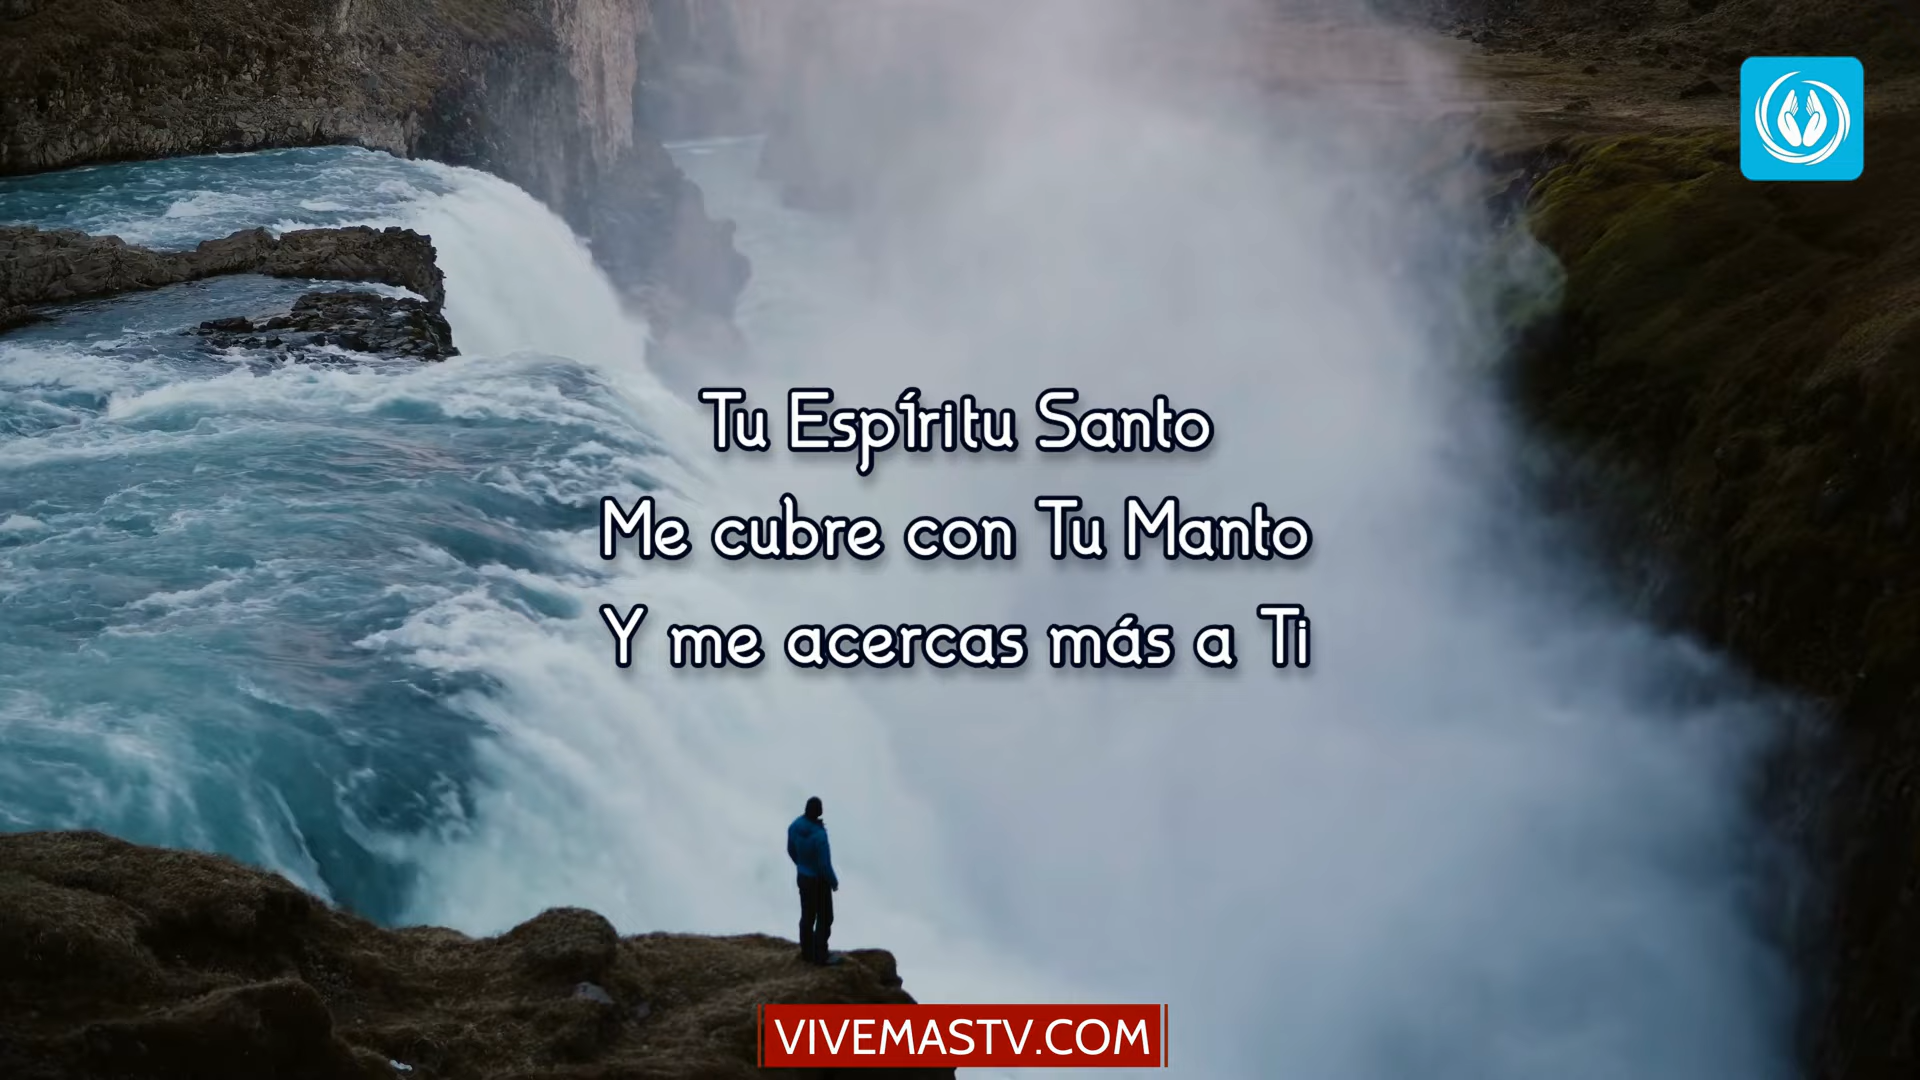 Tu Espíritu Santo
Me cubre con Tu Manto
Y me acercas más a Ti
VIVEMASTV.COM